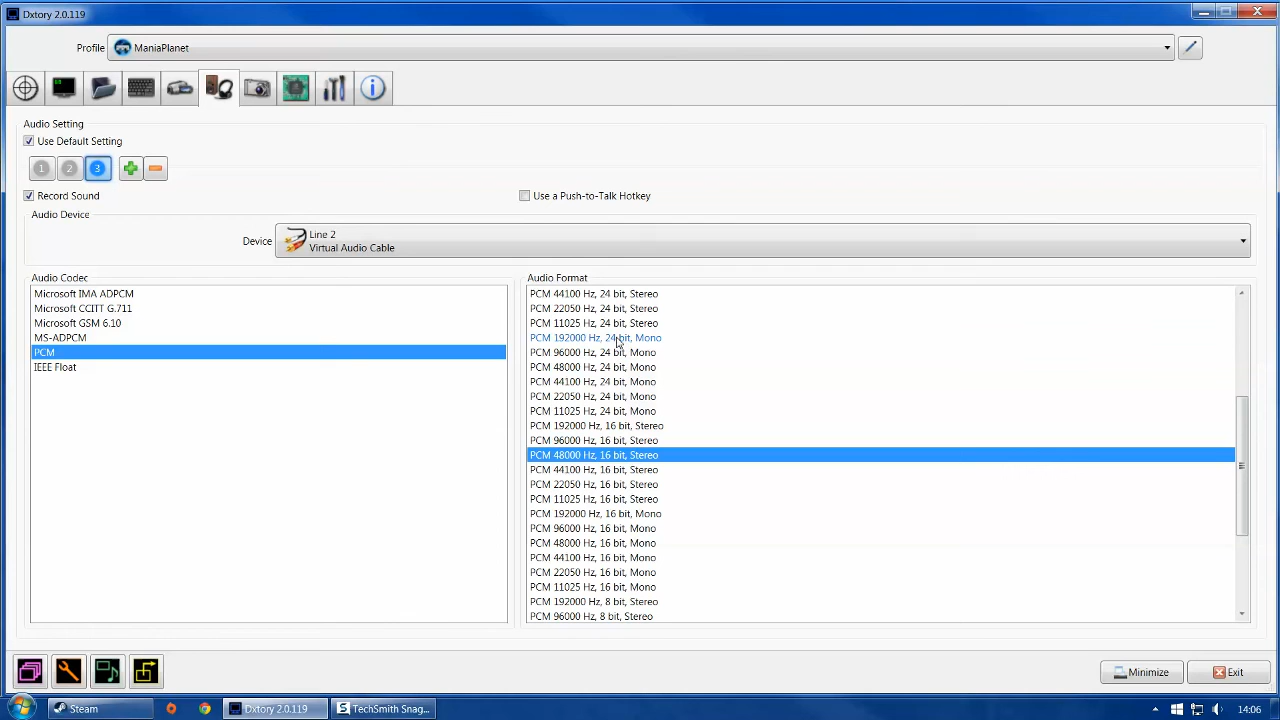 Dxtory 2.0.119
Profile
ManiaPlanet
Audio Setting
Use Default Setting
1 2 3
Record Sound
Use a Push-to-Talk Hotkey
Audio Device
Device
Line 2
Virtual Audio Cable
Audio Codec
Microsoft IMA ADPCM
Microsoft CCITT G.711
Microsoft GSM 6.10
MS-ADPCM
PCM
IEEE Float
Audio Format
PCM 44100 Hz, 24 bit, Stereo
PCM 22050 Hz, 24 bit, Stereo
PCM 11025 Hz, 24 bit, Stereo
PCM 192000 Hz, 24 bit, Mono
PCM 96000 Hz, 24 bit, Mono
PCM 48000 Hz, 24 bit, Mono
PCM 44100 Hz, 24 bit, Mono
PCM 22050 Hz, 24 bit, Mono
PCM 11025 Hz, 24 bit, Mono
PCM 192000 Hz, 16 bit, Stereo
PCM 96000 Hz, 16 bit, Stereo
PCM 48000 Hz, 16 bit, Stereo
PCM 44100 Hz, 16 bit, Stereo
PCM 22050 Hz, 16 bit, Stereo
PCM 11025 Hz, 16 bit, Stereo
PCM 192000 Hz, 16 bit, Mono
PCM 96000 Hz, 16 bit, Mono
PCM 48000 Hz, 16 bit, Mono
PCM 44100 Hz, 16 bit, Mono
PCM 22050 Hz, 16 bit, Mono
PCM 11025 Hz, 16 bit, Mono
PCM 192000 Hz, 8 bit, Stereo
PCM 96000 Hz, 8 bit, Stereo
Minimize
Exit
Steam
Dxtory 2.0.119
TechSmith Snag...
14:06